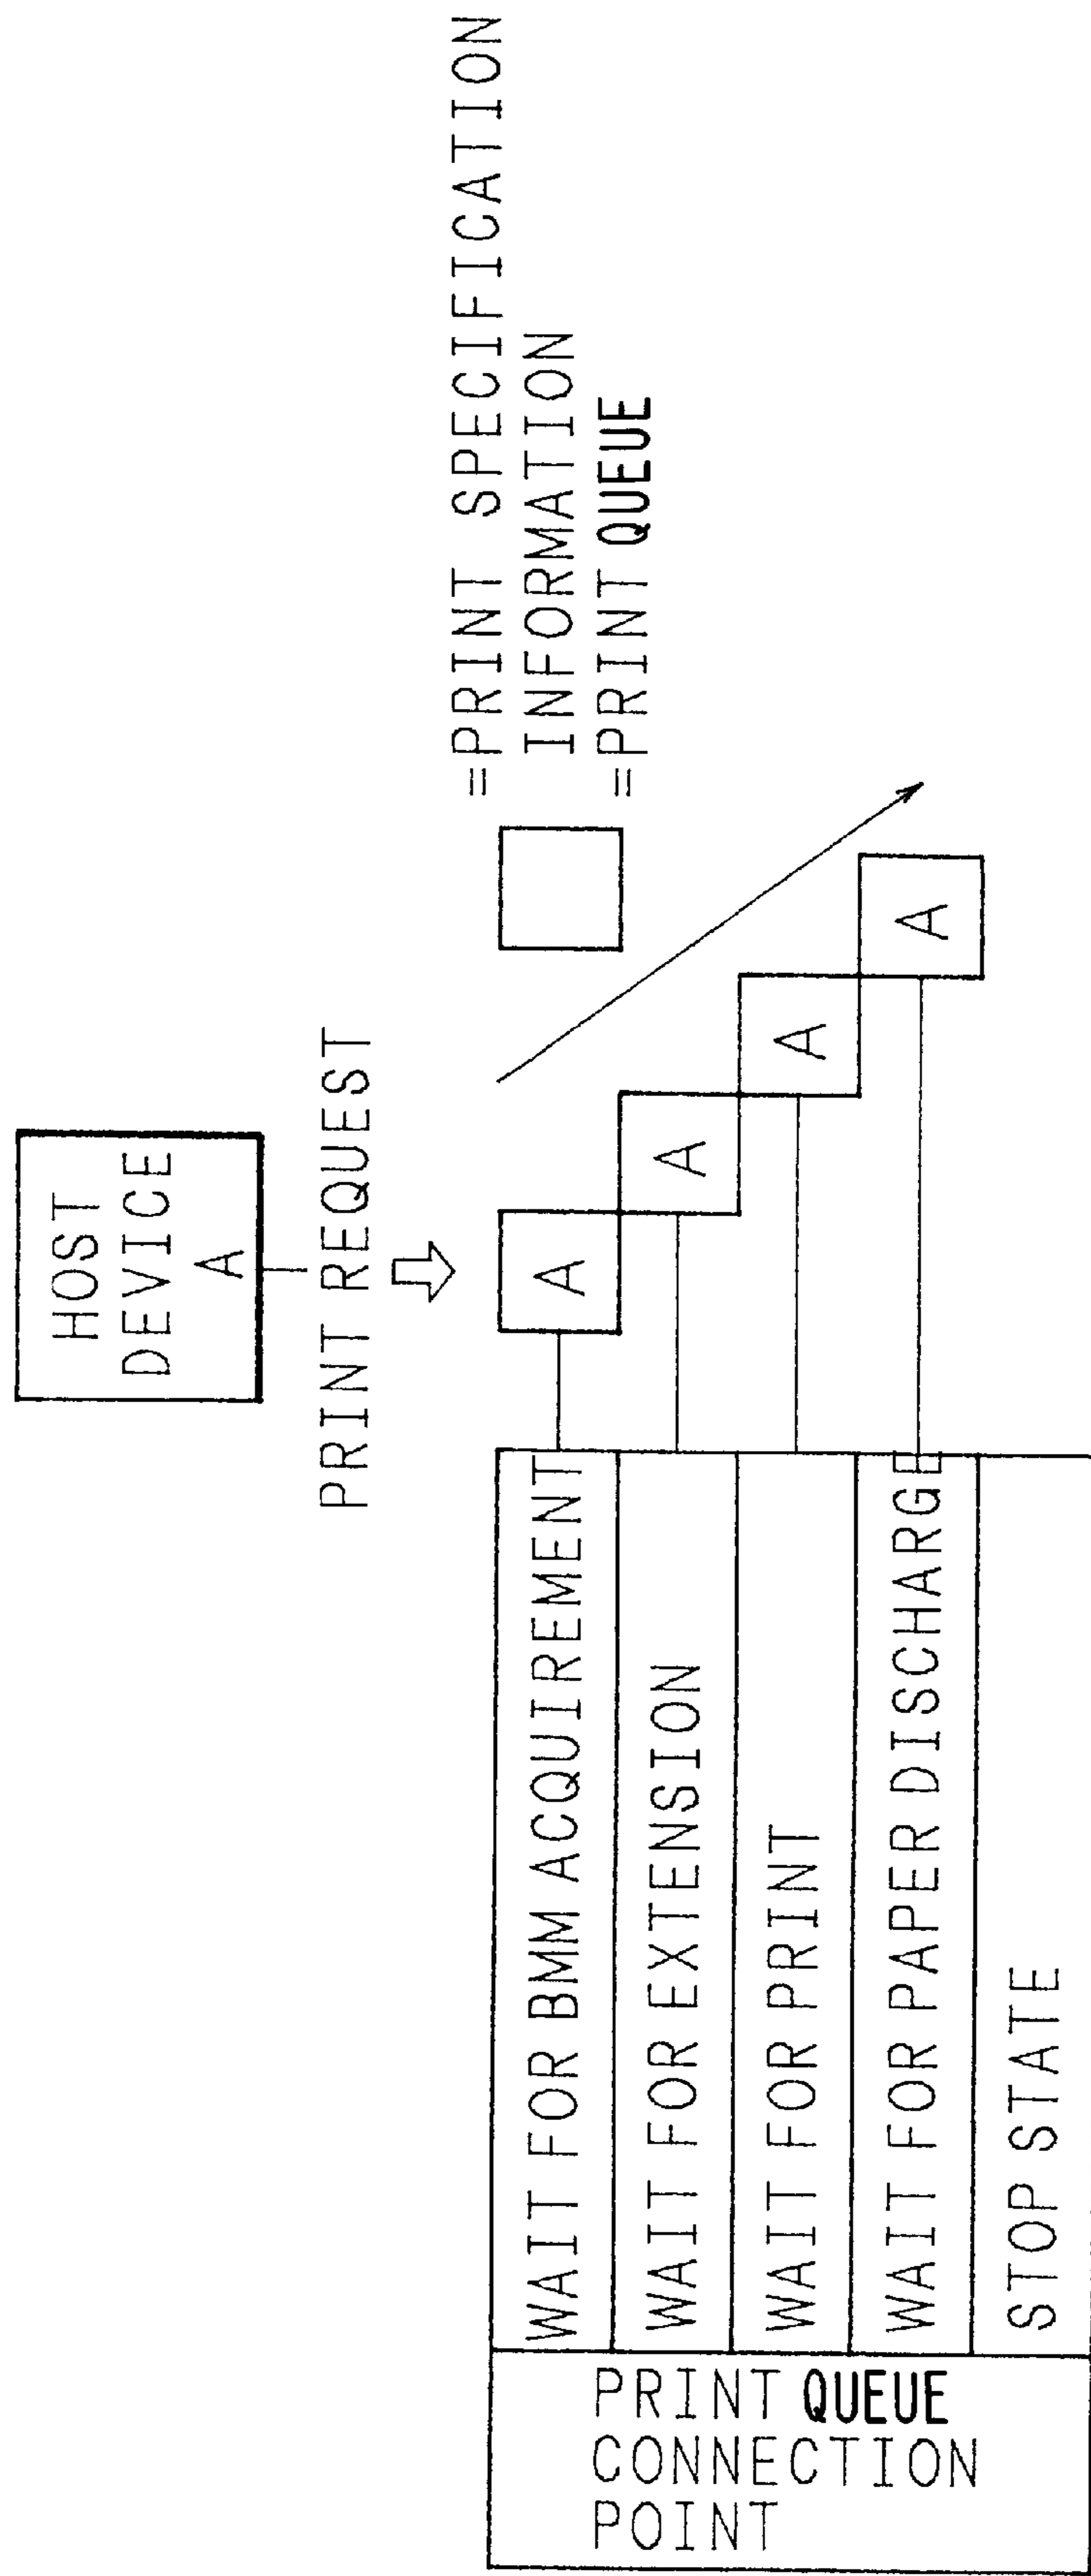 HOST
DEVICE
A
PRINT REQUEST
=PRINT SPECIFICATION
INFORMATION
=PRINT QUEUE
A
A
A
A
PRINT QUEUE
CONNECTION
POINT
WAIT FOR BMM ACQUIREMENT
WAIT FOR EXTENSION
WAIT FOR PRINT
WAIT FOR PAPER DISCHARGE
STOP STATE